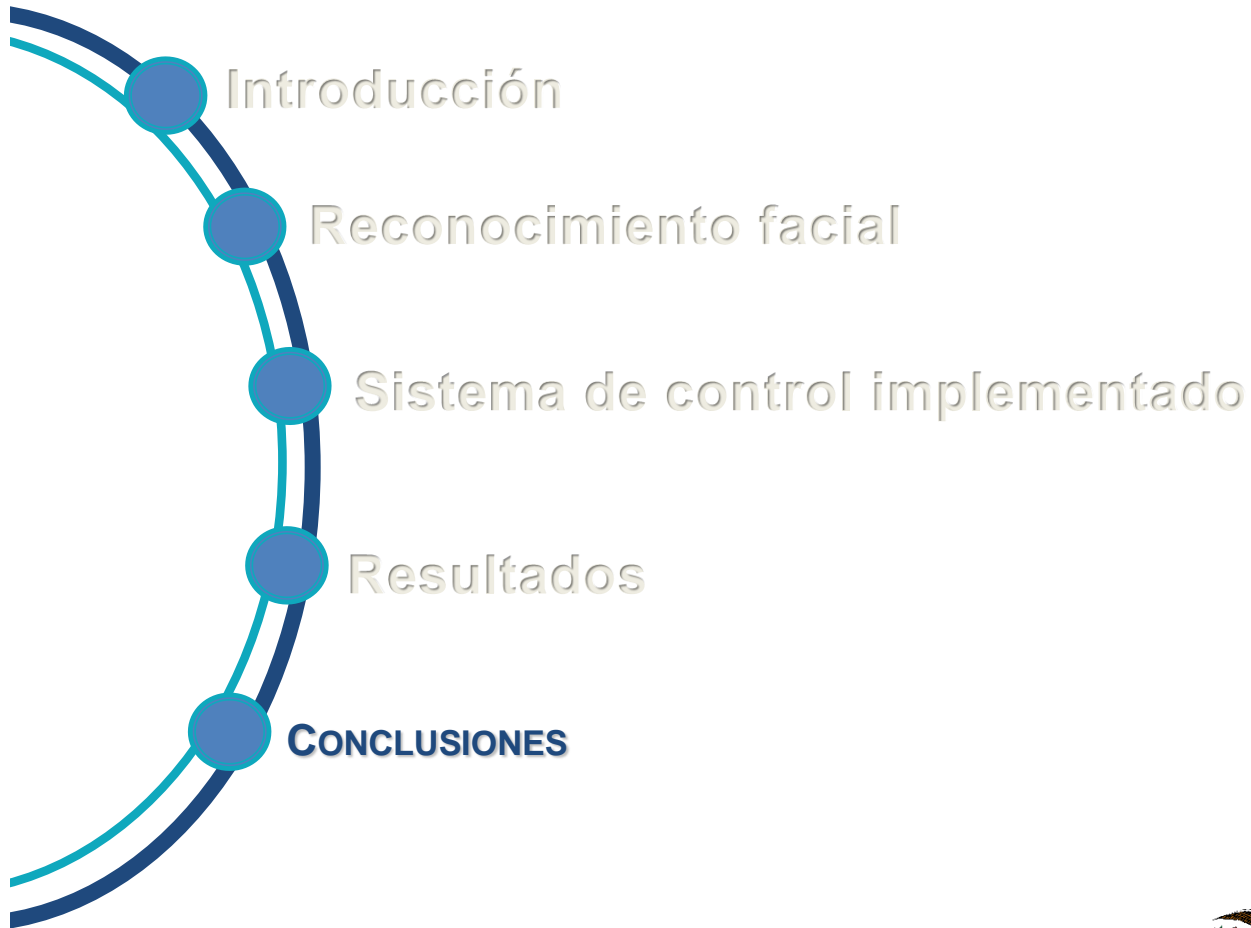 Introducción
Reconocimiento facial
Sistema de control implementado
Resultados
CONCLUSIONES